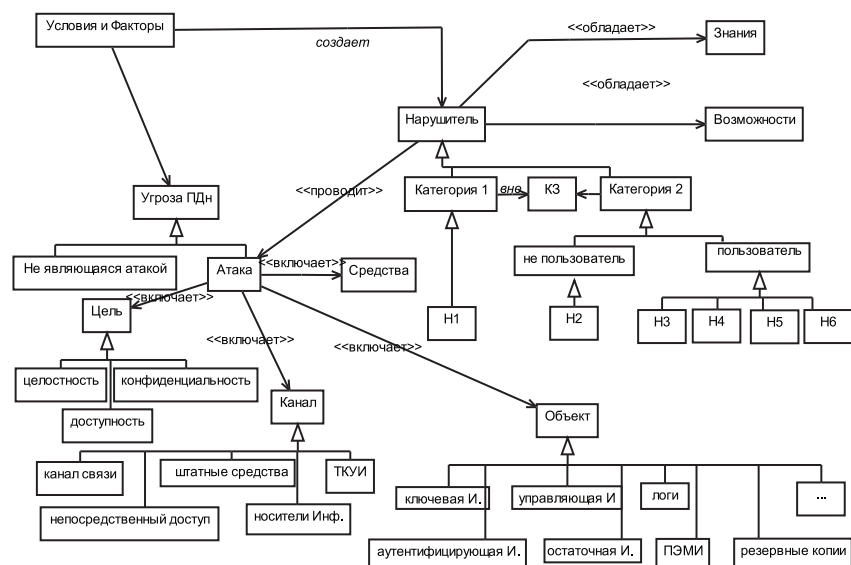 Условия и Факторы
создает
<<обладает>>
Знания
<<обладает>>
Нарушитель
Возможности
Угроза ПДн
<<проводит>>
Категория 1
вне
КЗ
Категория 2
Не являющаяся атакой
Атака
<<включает>>
Средства
не пользователь
пользователь
<<включает>>
Цель
Н1
Н2
Н3
Н4
Н5
Н6
<<включает>>
<<включает>>
целостность
конфиденциальность
доступность
Канал
Объект
канал связи
штатные средства
ТКУИ
непосредственный доступ
носители Инф.
ключевая И.
управляющая И
логи
...
аутентифицирующая И.
остаточная И.
ПЭМИ
резервные копии